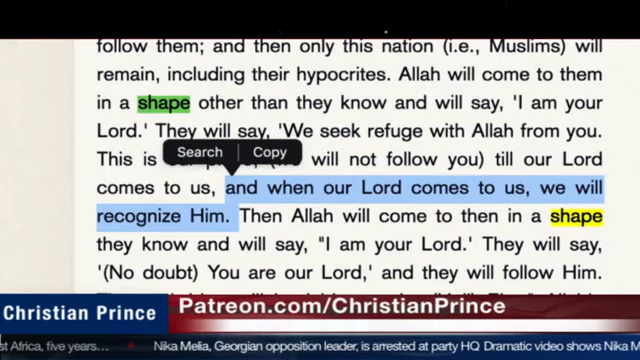 follow them; and then only this nation (i.e., Muslims) will
remain, including their hypocrites. Allah will come to them
in a shape other than they know and will say, 'I am your
Lord.' They will say, 'We seek refuge with Allah from you.
This is will not follow you) till our Lord
Search Copy
comes to us, and when our Lord comes to us, we will
recognize Him. Then Allah will come to then in a shape
they know and will say, "I am your Lord.' They will say,
'(No doubt) You are our Lord,' and they will follow Him.
Christian Prince
Patreon.com/ChristianPrince
st Africa, five years... Nika Melia, Georgian opposition leader, is arrested at party HQ Dramatic video shows Nika M